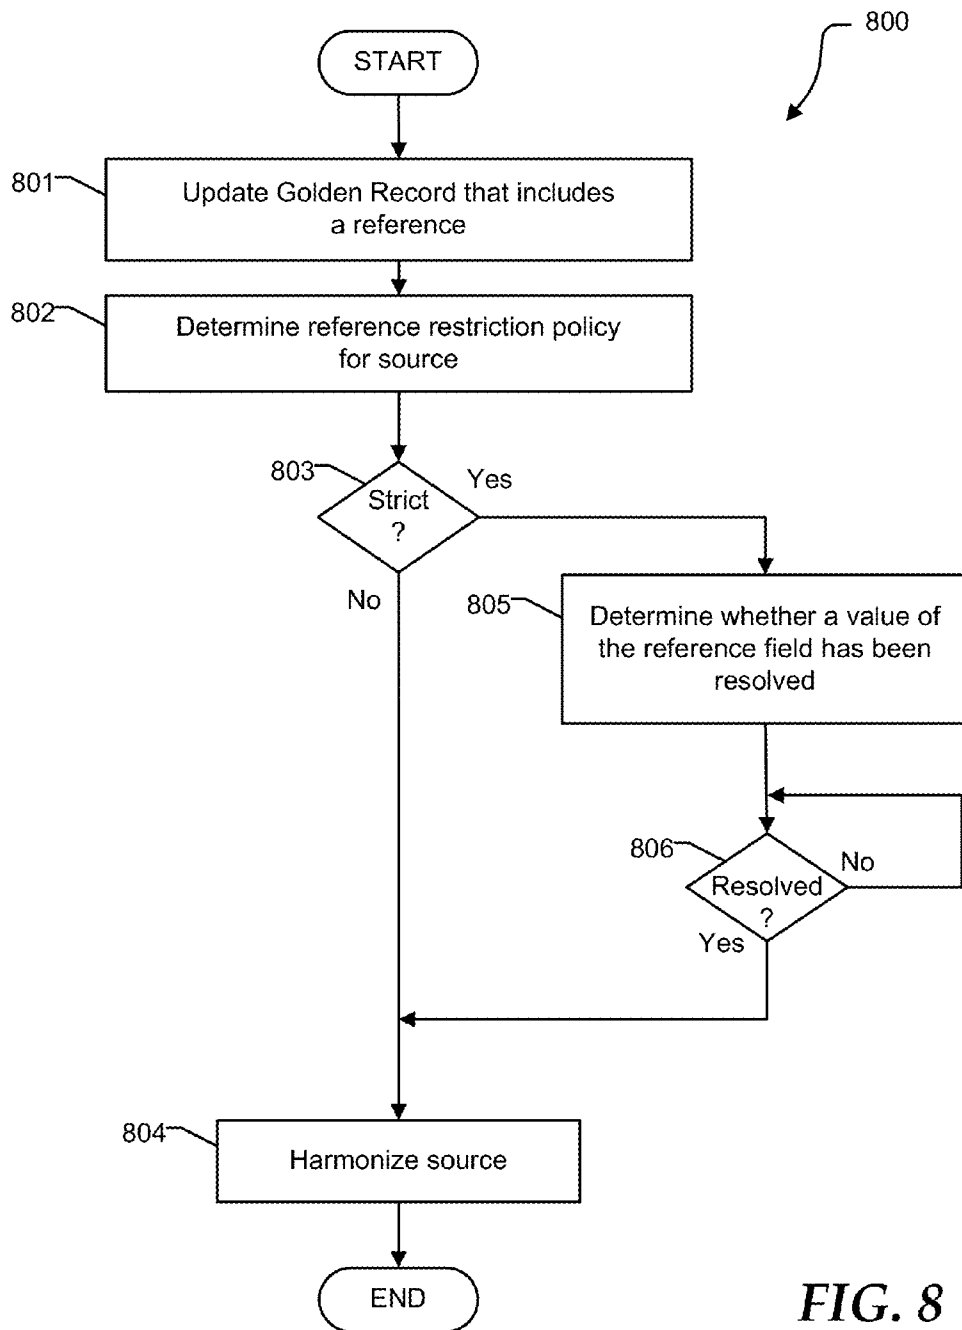 800
START
801
Update Golden Record that includes
a reference
802
Determine reference restriction policy
for source
803
Strict
?
Yes
No
805
Determine whether a value of
the reference field has been
resolved
806
Resolved
?
No
Yes
804
Harmonize source
END
FIG. 8